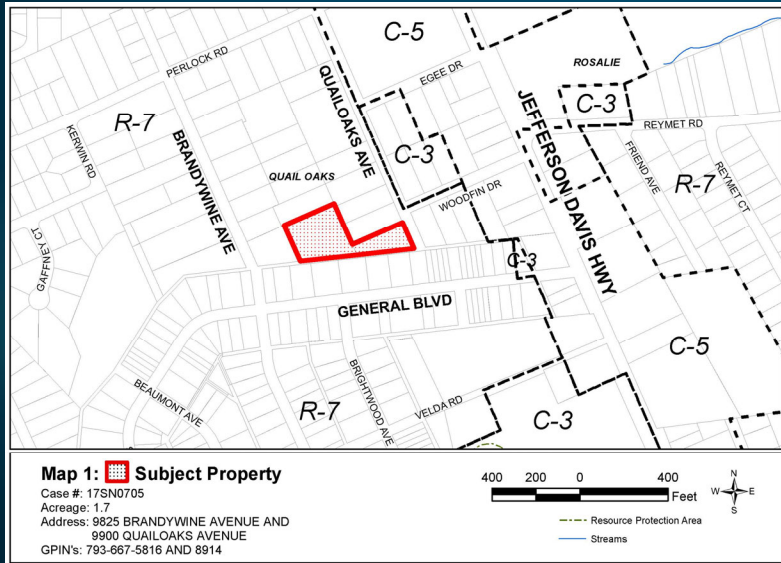 C-5
ROSALIE
PERLOCK RD
EGEE DR
C-3
QUAILOAKS AVE
JEFFERSON DAVIS HWY
REYMET RD
R-7
KERWIN RD
BRANDYWINE AVE
C-3
FRIEND AVE
REYMET CT
QUAIL OAKS
R-7
WOODFIN DR
GAFFNEY CT
C-3
GENERAL BLVD
C-5
BEAUMONT AVE
BRIGHTWOOD AVE
R-7
VELDA RD
C-3
Map 1: Subject Property
Case #: 17SN0705
Acreage: 1.7
Address: 9825 BRANDYWINE AVENUE AND
9900 QUAILOAKS AVENUE
GPIN's: 793-667-5816 AND 8914
400 200 0 400
Feet
N
W E
S
Resource Protection Area
Streams